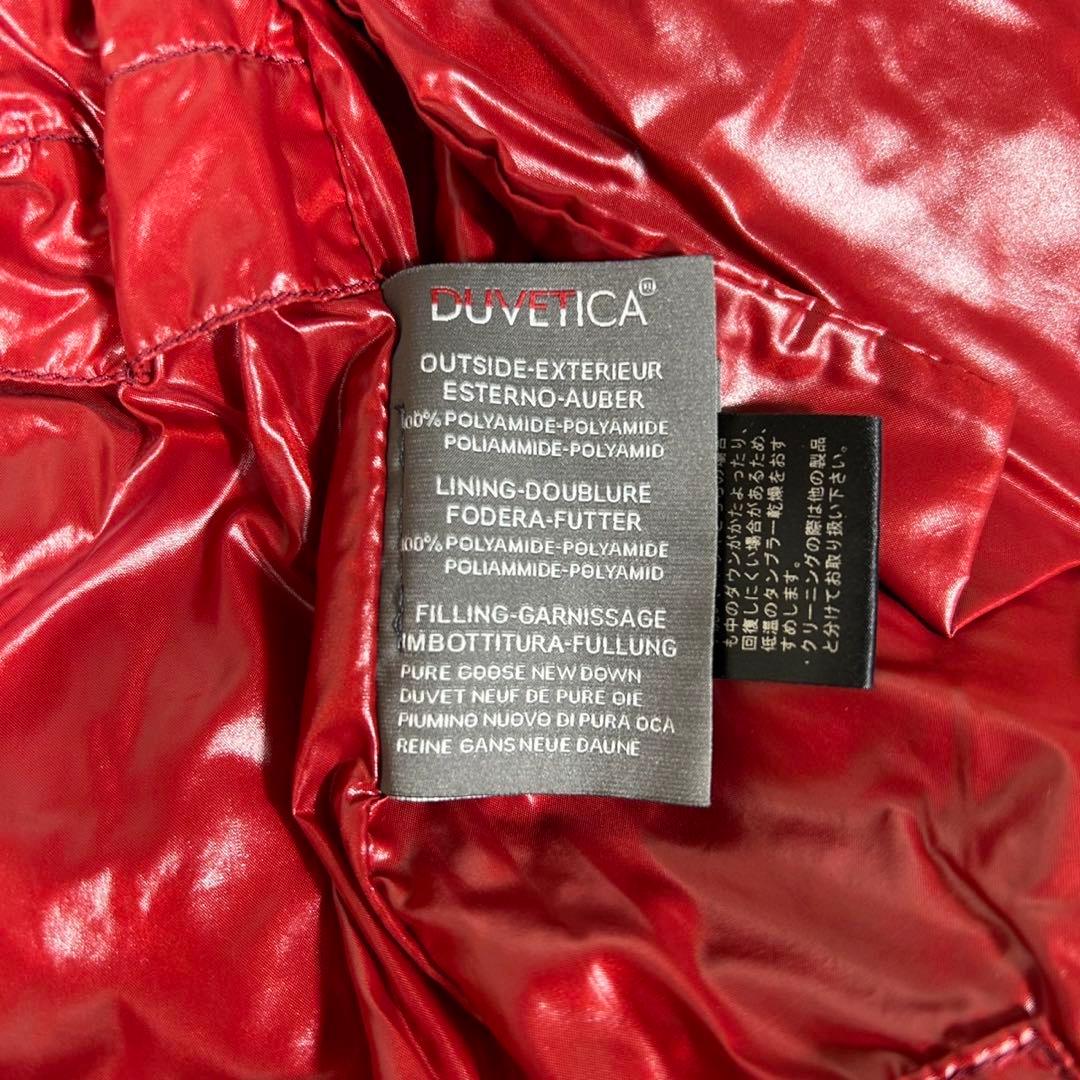 DUVETICA
OUTSIDE-EXTERIEUR
ESTERNO-AUBER
100% POLYAMIDE-POLYAMIDE
POLIAMMIDE-POLYAMID
LINING-DOUBLURE
FODERA-FUTTER
100% POLYAMIDE-POLYAMIDE
POLIAMMIDE-POLYAMID
FILLING-GARNISSAGE
IMBOTTITURA-FULLUNG
PURE GOOSE NEW DOWN
DUVET NEUF DE PURE OIE
PIUMINO NUOVO DI PURA OCA
REINE GANS NEUE DAUNE
も中のダウンがかたよったり、
回復しにくい場合があるため、
低温のタンブラー乾燥をおす
すめします。
・クリーニングの際は他の製品
と分けてお取り扱い下さい。